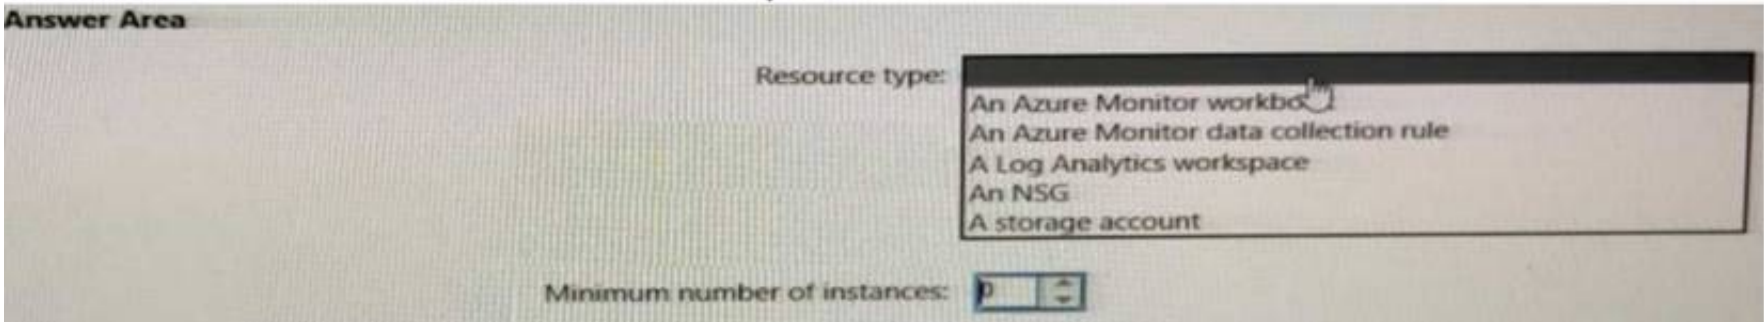 Answer Area
Resource type:
An Azure Monitor
An Azure Monitor data collection rule
A Log Analytics workspace
An NSG
A storage account
Minimum number of instances: